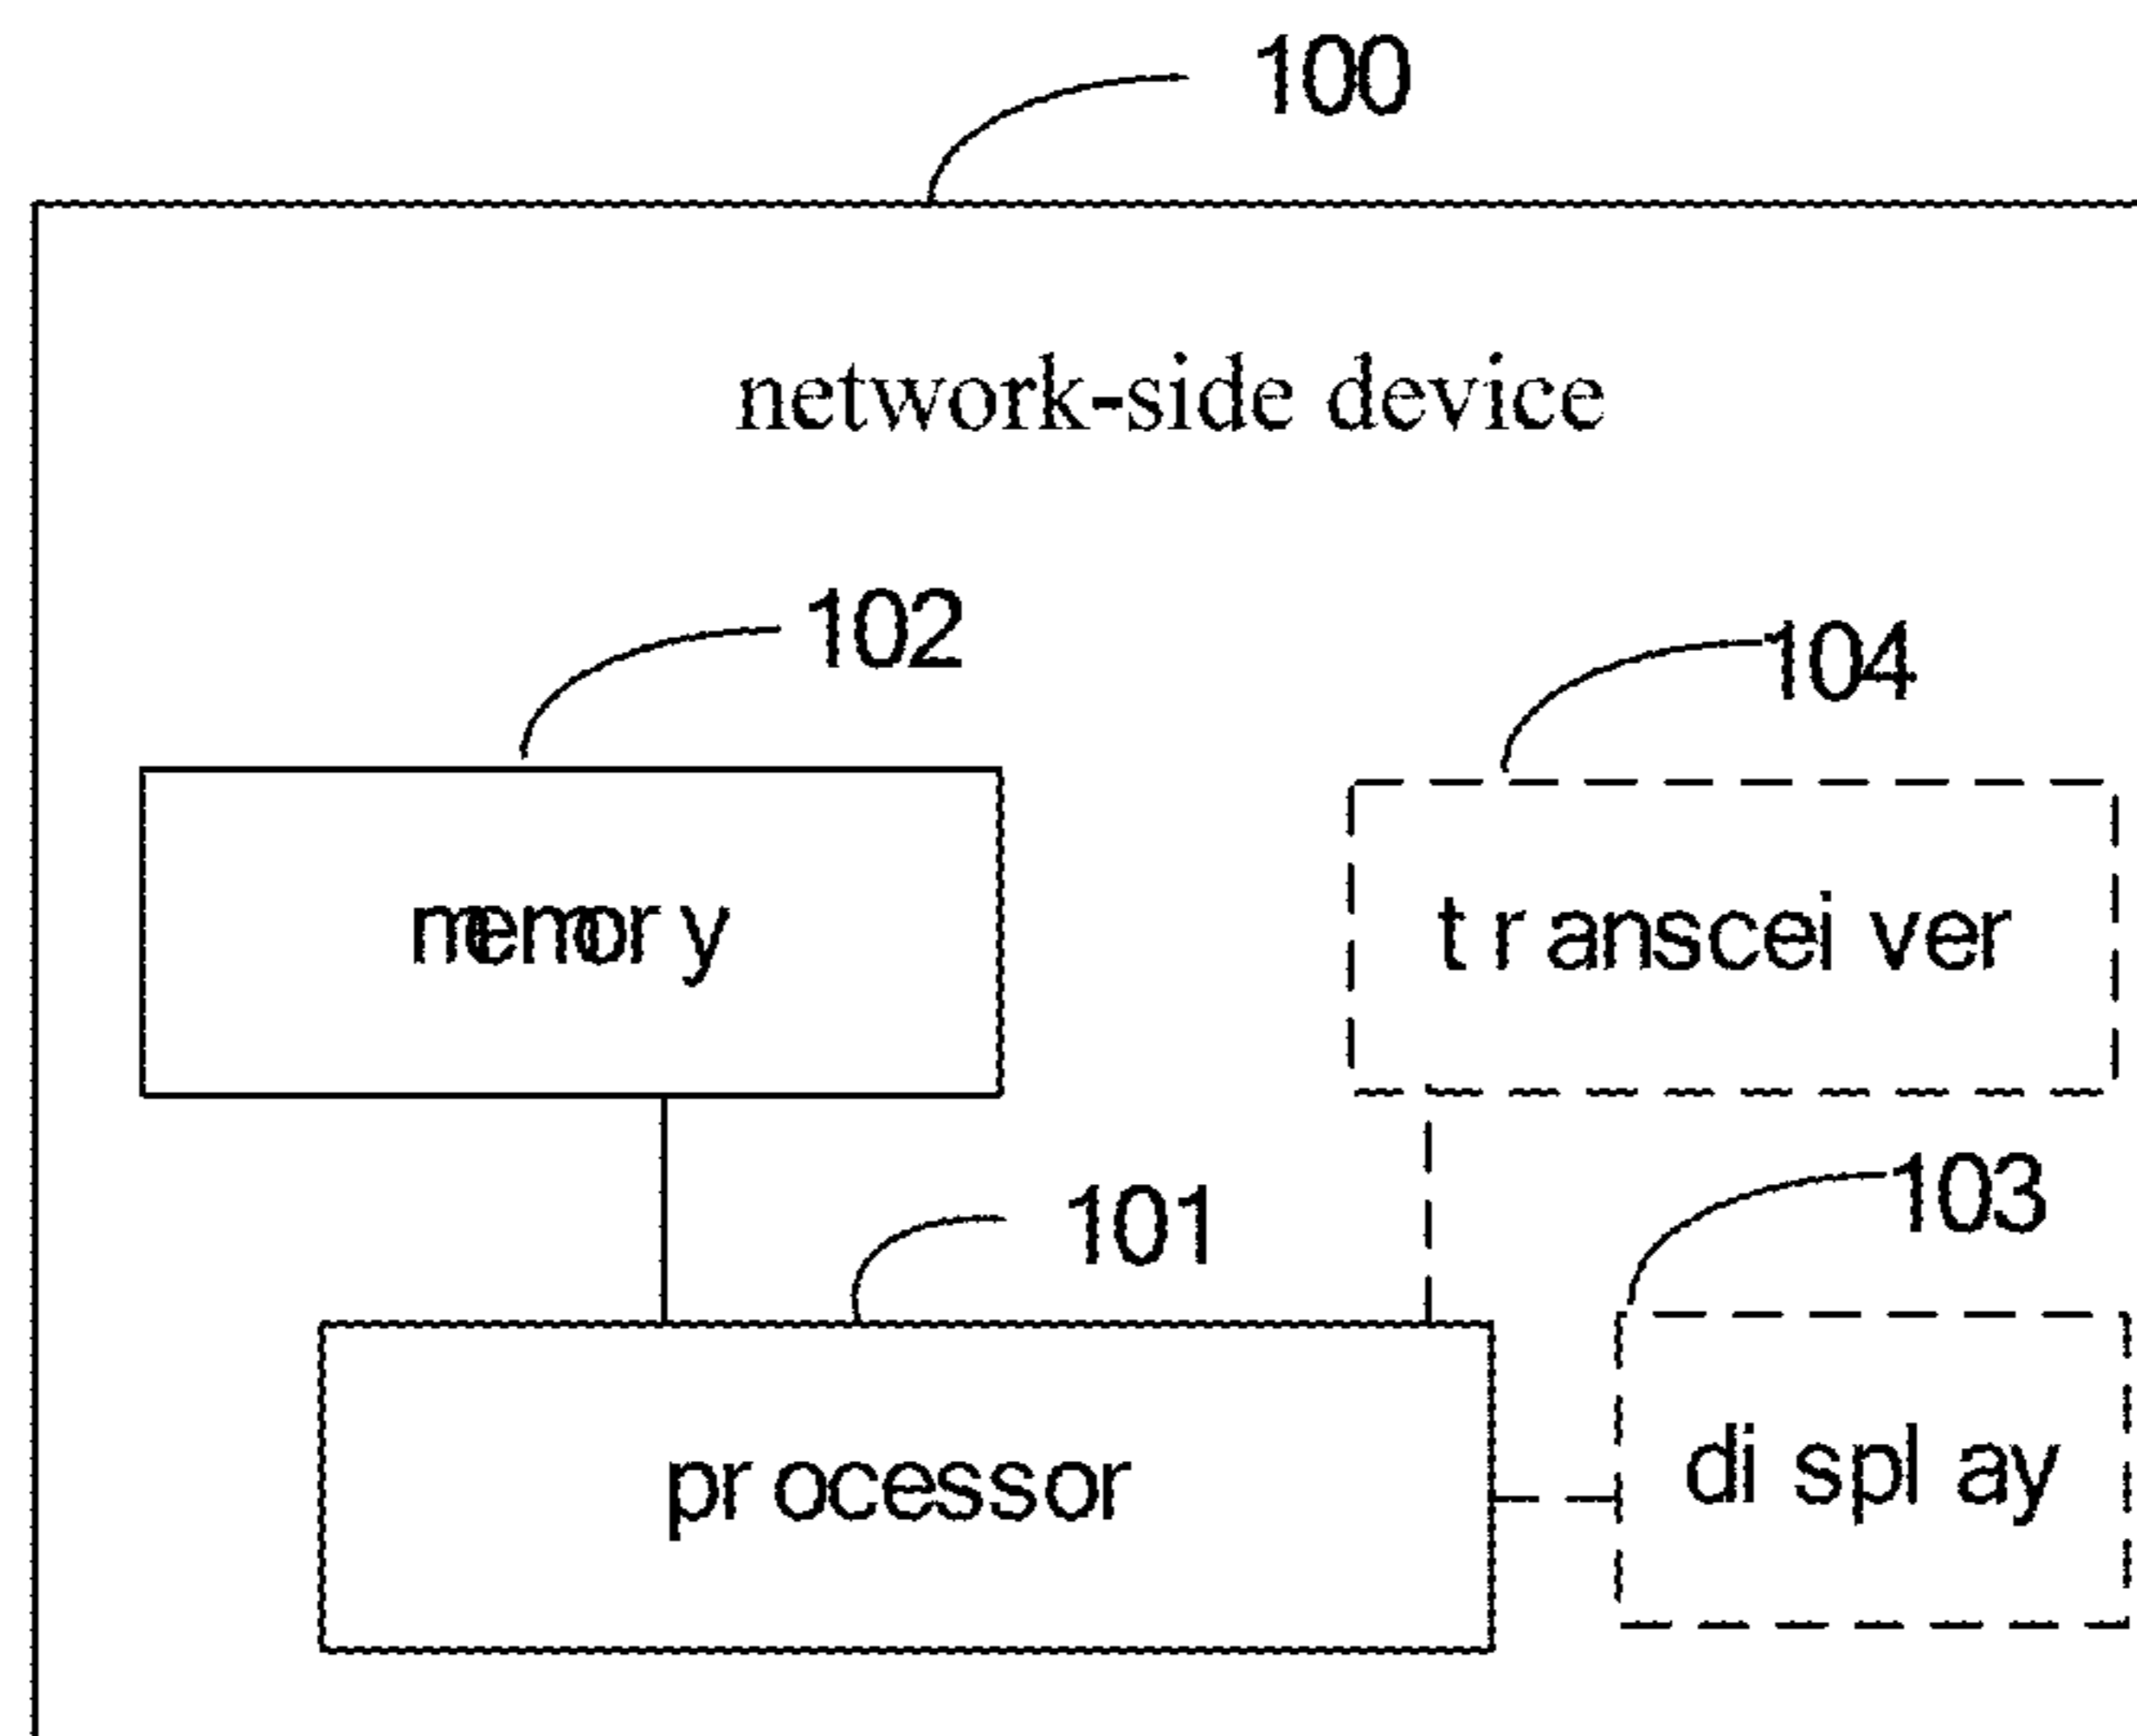 100
network-side device
102
104
memory
transceiver
103
101
processor
display